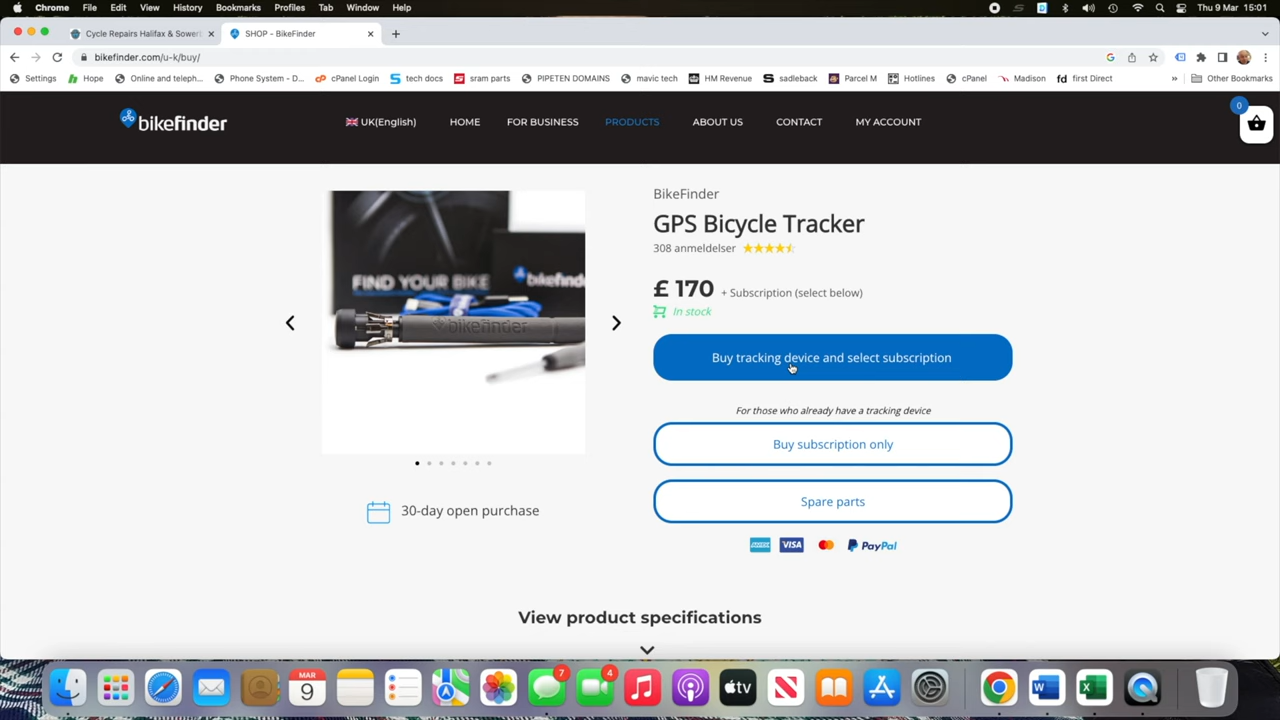 Chrome File Edit View History Bookmarks Profiles Tab Window Help Thu 9 Mar 15:01
Cycle Repairs Halifax & Sowerb SHOP - BikeFinder
bikefinder.com/u-k/buy/
Settings Hope Online and teleph... Phone System - D... cPanel Login tech docs sram parts PIPETEN DOMAINS mavic tech HM Revenue sadleback Parcel M Hotlines cPanel Madison first Direct Other Bookmarks
bikefinder UK(English) HOME FOR BUSINESS PRODUCTS ABOUT US CONTACT MY ACCOUNT 0
BikeFinder
GPS Bicycle Tracker
308 anmeldelser
£ 170 + Subscription (select below)
In stock
FIND YOUR BIKE
bikefinder
bikefinder
Buy tracking device and select subscription
For those who already have a tracking device
Buy subscription only
Spare parts
30-day open purchase
VISA PayPal
View product specifications
MAR
9
7
4
tv